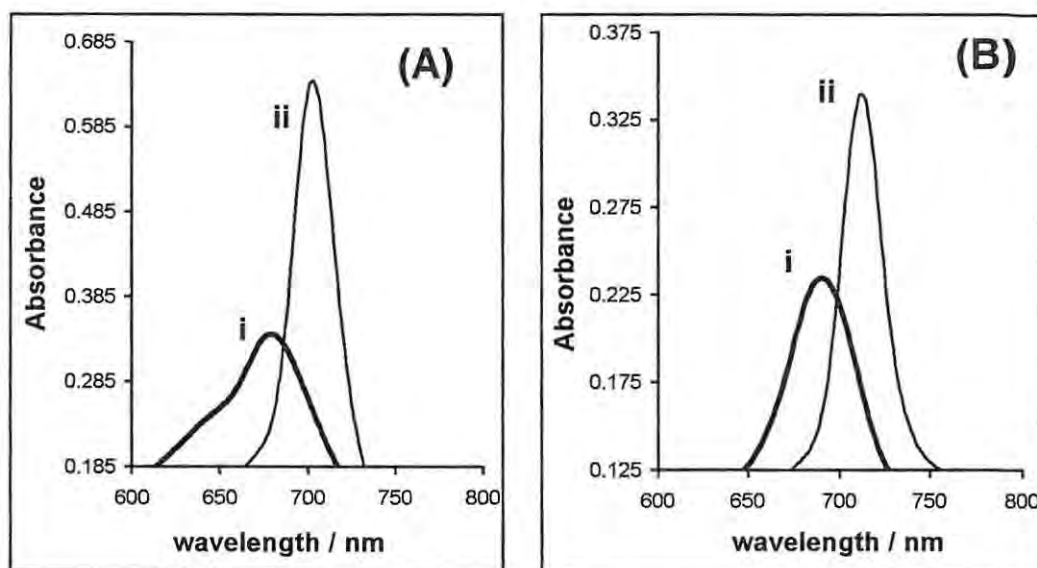 (A)
0.685
0.585
0.485
0.385
0.285
0.185
Absorbance
i
ii
600 650 700 750 800
wavelength / nm
(B)
0.375
0.325
0.275
0.225
0.175
0.125
Absorbance
i
ii
600 650 700 750 800
wavelength / nm